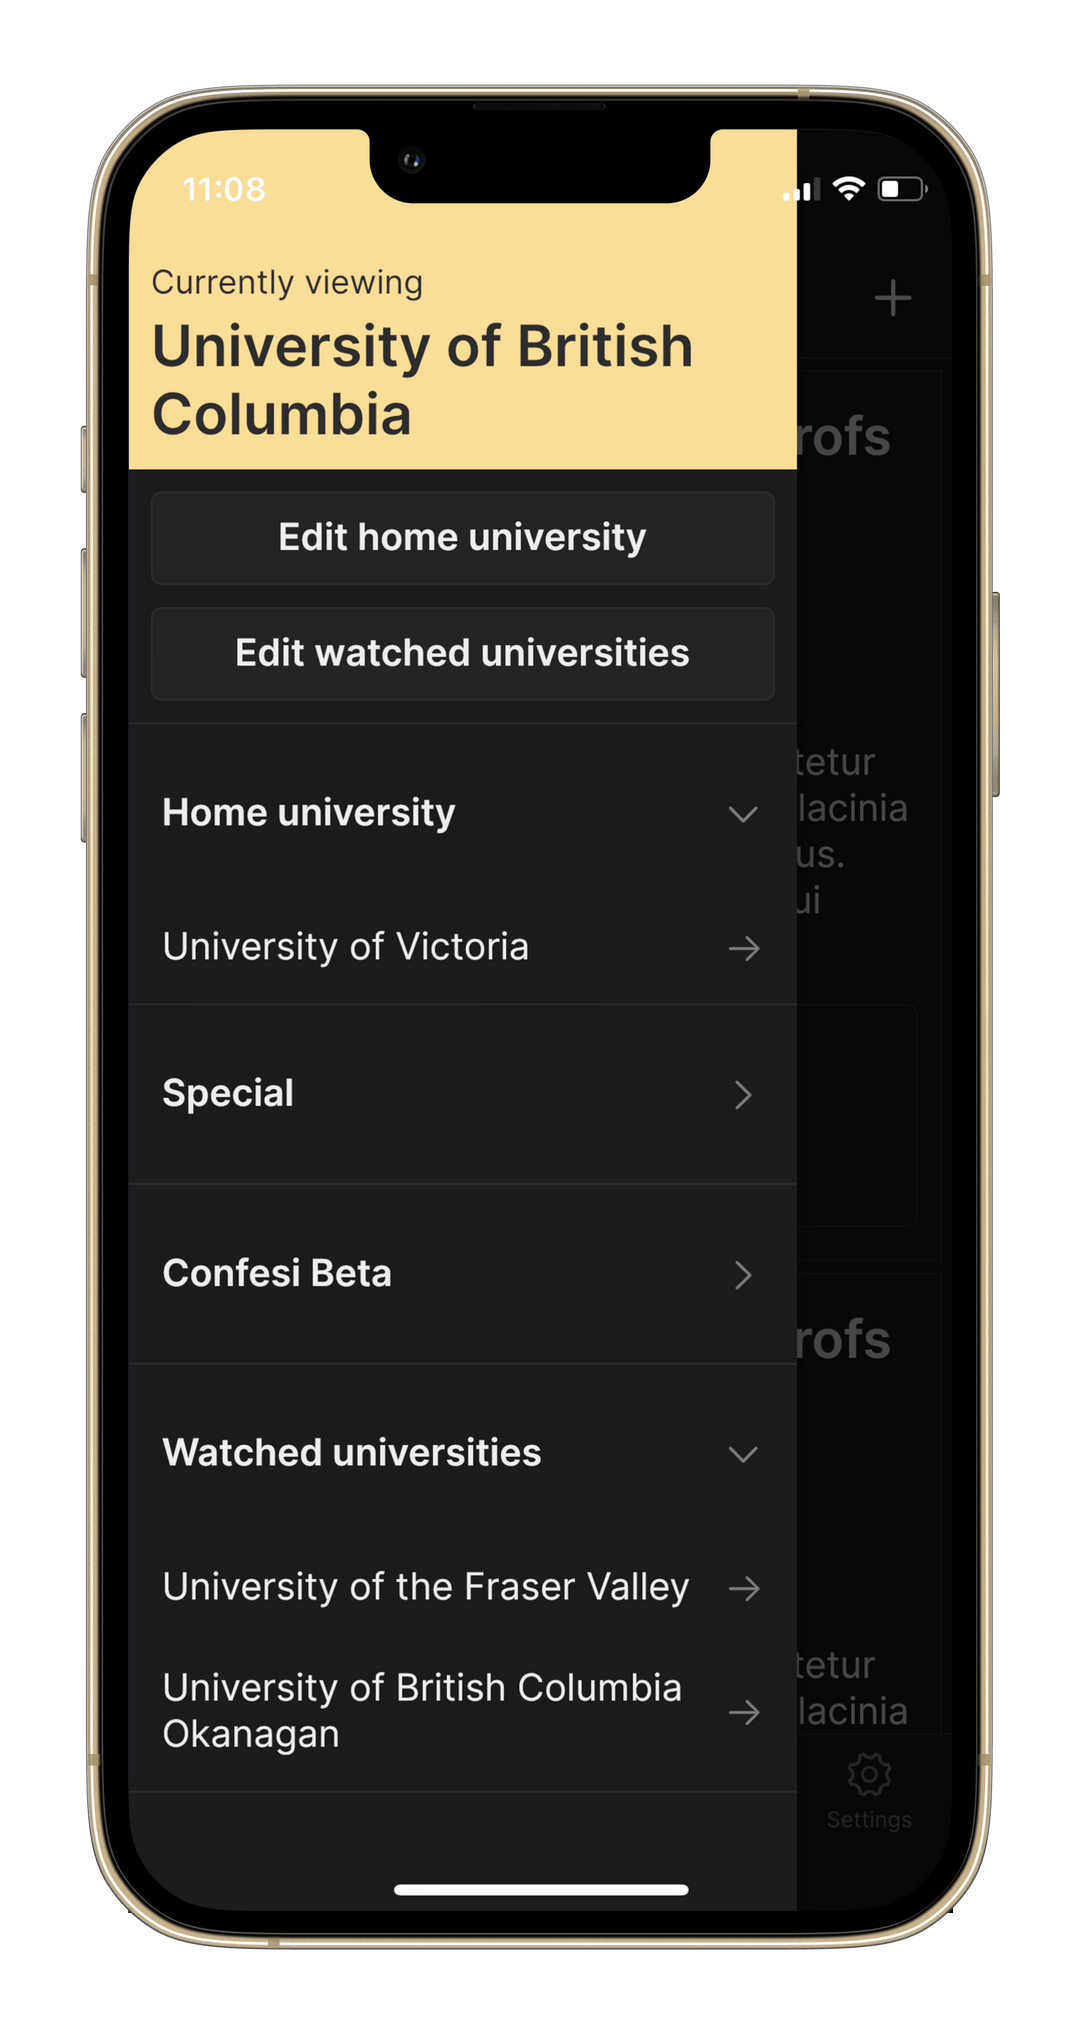 11:08
Currently viewing
University of British
Columbia
Edit home university
Edit watched universities
Home university
University of Victoria
Special
Confesi Beta
Watched universities
University of the Fraser Valley
University of British Columbia
Okanagan
rofs
tetur
lacinia
us.
ui
rofs
tetur
lacinia
Settings